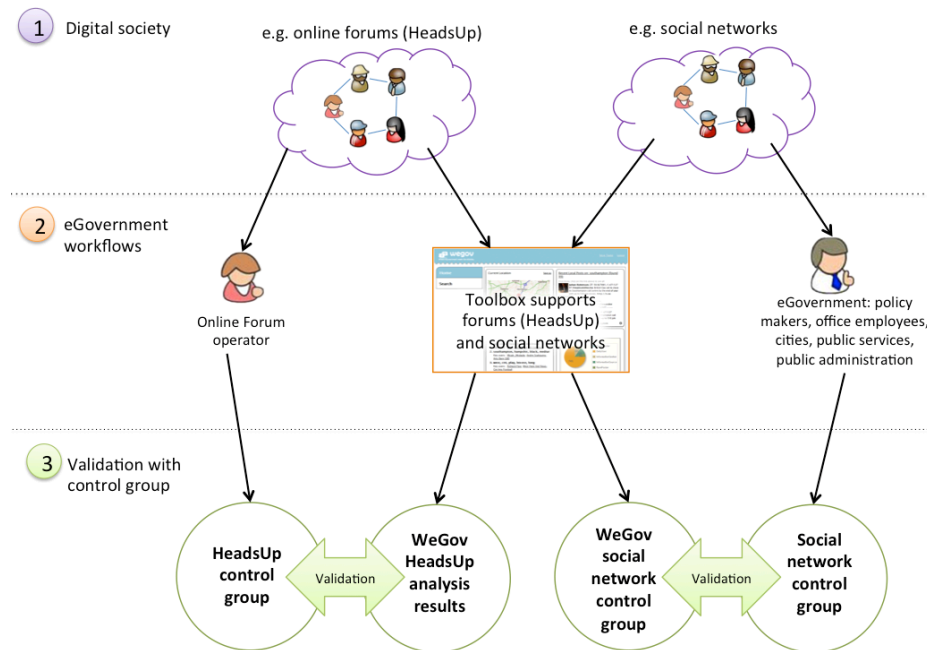 1
Digital society
e.g. online forums (HeadsUp)
e.g. social networks
2
eGovernment
workflows
wegov
Search
Toolbox supports
forums (HeadsUp)
and social networks
Online Forum
operator
eGovernment: policy
makers, office employees,
cities, public services,
public administration
3
Validation with
control group
HeadsUp
control
group
Validation
WeGov
HeadsUp
analysis
results
WeGov
social
network
control
group
Validation
Social
network
control
group